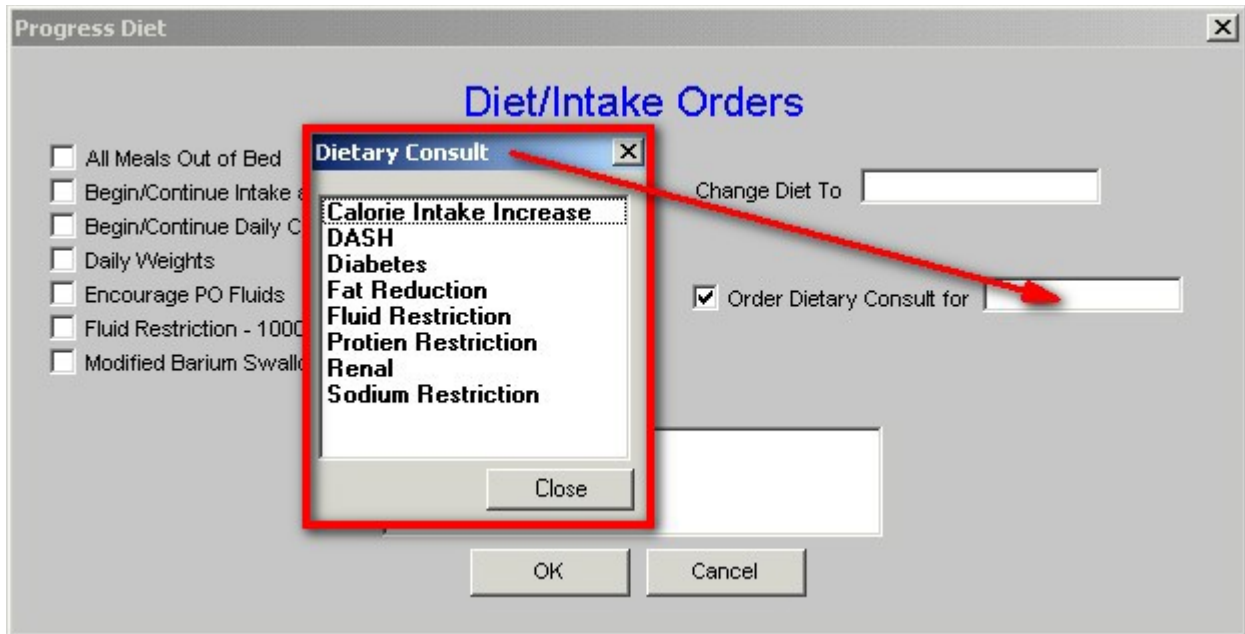 Progress Diet
Diet/Intake Orders
All Meals Out of Bed
Begin/Continue Intake
Begin/Continue Daily
Daily Weights
Encourage PO Fluids
Fluid Restriction - 1000
Modified Barium
Dietary Consult
Calorie Intake Increase
DASH
Diabetes
Fat Reduction
Fluid Restriction
Protien Restriction
Renal
Sodium Restriction
Close
Change Diet To
Order Dietary Consult for
OK
Cancel